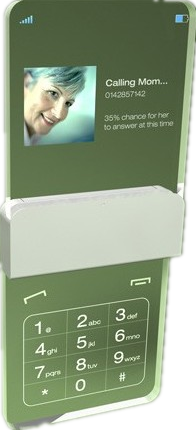 Calling Mom...
0142857142
35% chance for her
to answer at this time
1@ 2abc 3def
4ghi 5jkl 6mno
7pqrs 8tuv 9wxyz
* 0 #